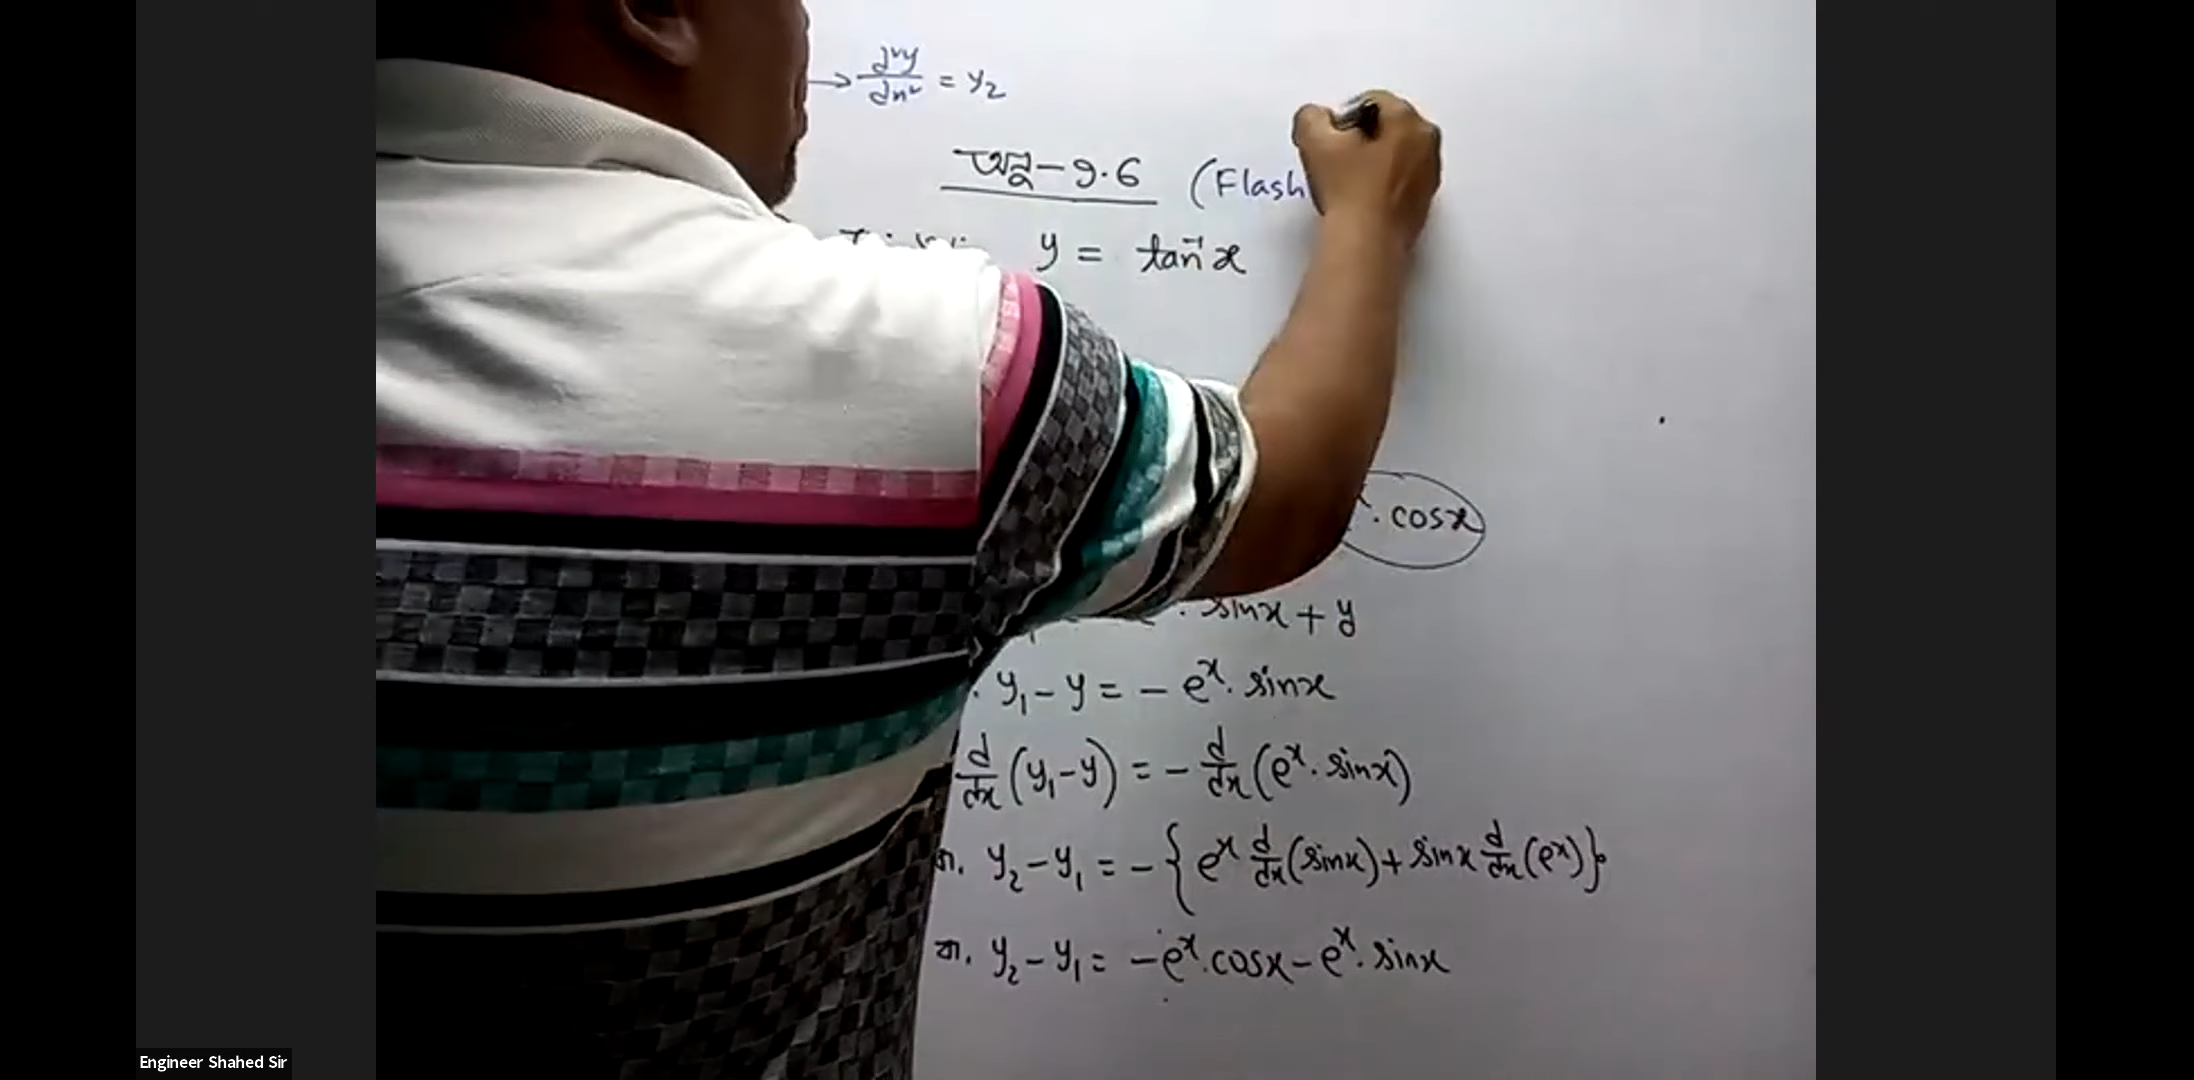 → d²y/dx² = y₂
অনু-9.6 (Flash
y = tan⁻¹x
. cosx
. sinx + y
y₁ - y = - eˣ. sinx
d/dx (y₁-y) = - d/dx (eˣ. sinx)
বা. y₂ - y₁ = - { eˣ d/dx (sinx) + sinx d/dx (eˣ) }
বা. y₂ - y₁ = -eˣ.cosx - eˣ. sinx
Engineer Shahed Sir